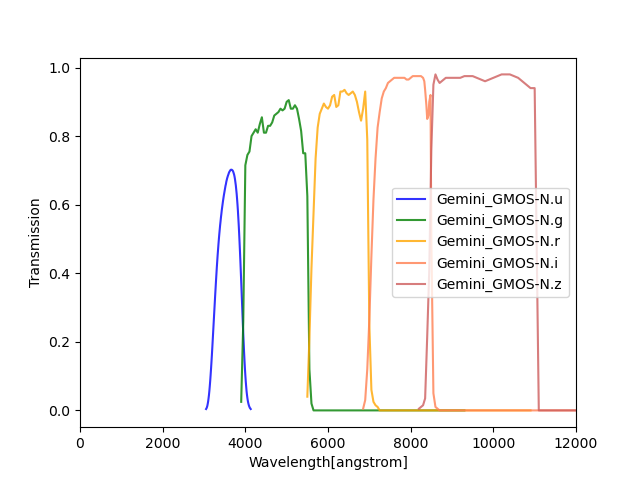 1.0
0.8
0.6
0.4
0.2
0.0
Transmission
Gemini_GMOS-N.u
Gemini_GMOS-N.g
Gemini_GMOS-N.r
Gemini_GMOS-N.i
Gemini_GMOS-N.z
0 2000 4000 6000 8000 10000 12000
Wavelength[angstrom]